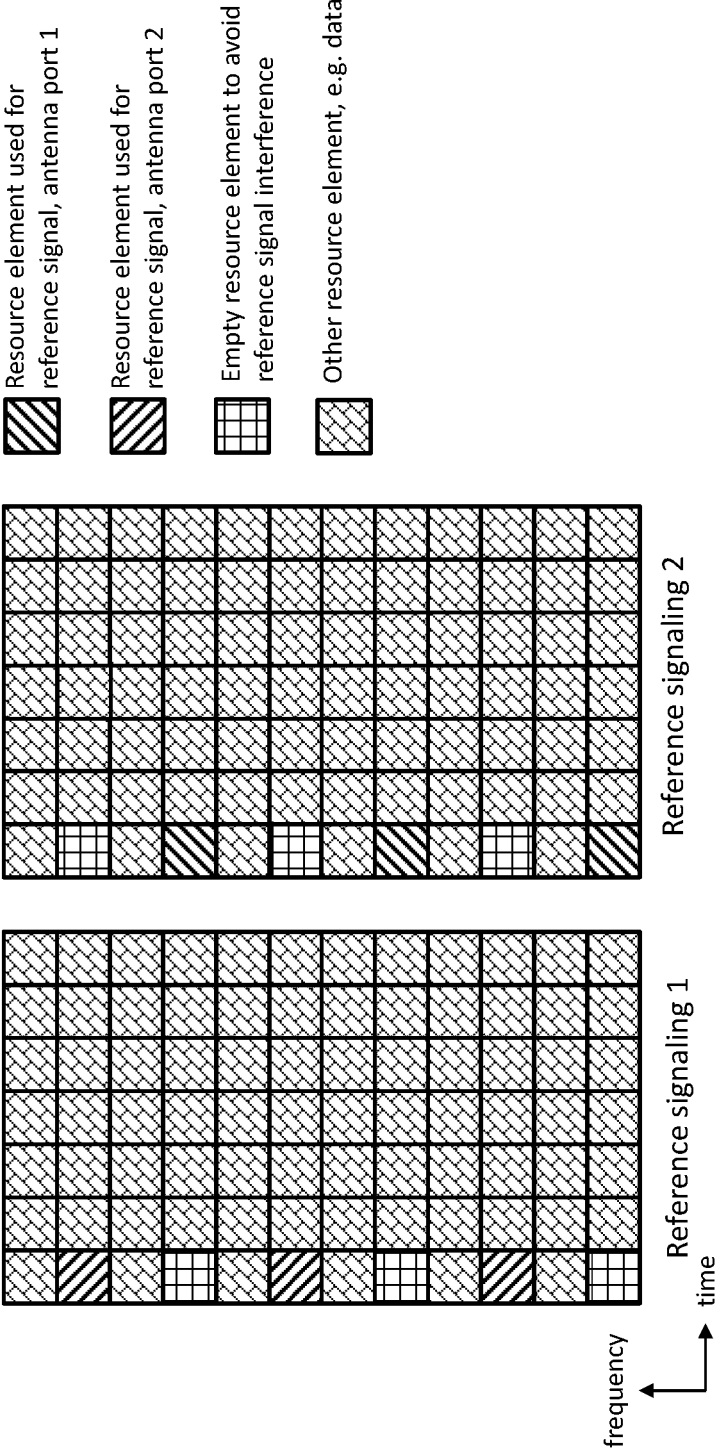 Resource element used for
reference signal, antenna port 1
Resource element used for
reference signal, antenna port 2
Empty resource element to avoid
reference signal interference
Other resource element, e.g. data
Reference signaling 1
Reference signaling 2
frequency
time